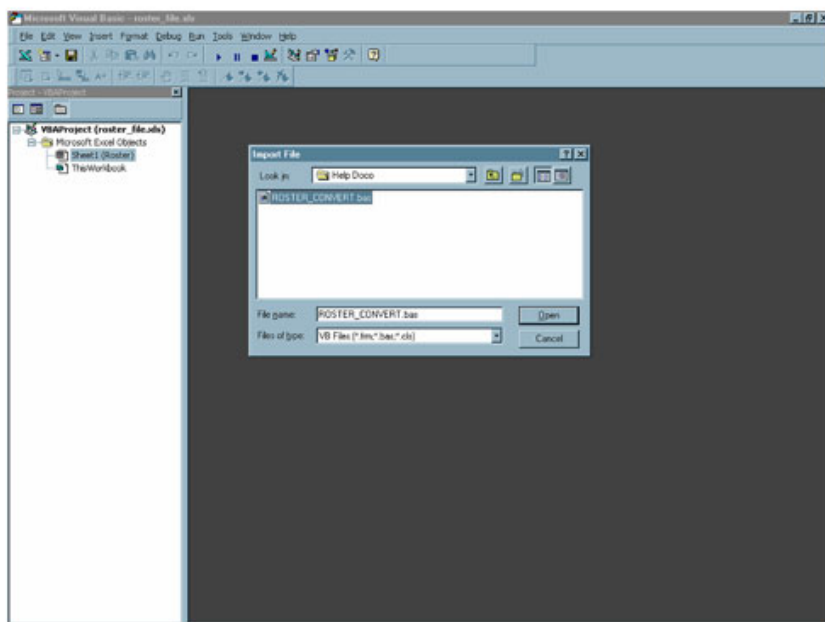 Microsoft Visual Basic - roster_file.xls
File Edit View Insert Format Debug Run Tools Window Help
Project - VBAProject
VBAProject (roster_file.xls)
Microsoft Excel Objects
Sheet1 (Roster)
ThisWorkbook
Import File
Look in: Help Doco
ROSTER_CONVERT.bas
File name: ROSTER_CONVERT.bas Open
Files of type: VB Files (*.frm;*.bas;*.cls) Cancel